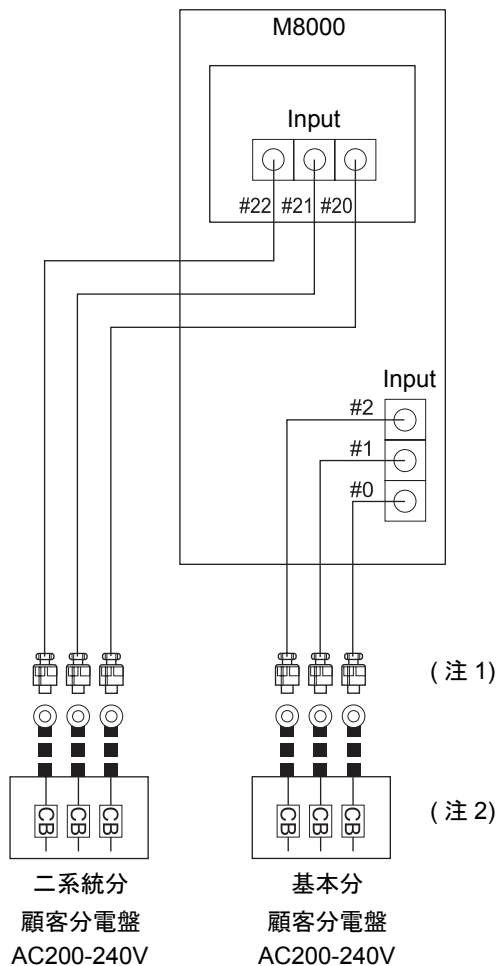 M8000
Input
#22 #21 #20
Input
#2
#1
#0
(注 1)
CB CB CB
CB CB CB
(注 2)
二系統分
顧客分電盤
AC200-240V
基本分
顧客分電盤
AC200-240V